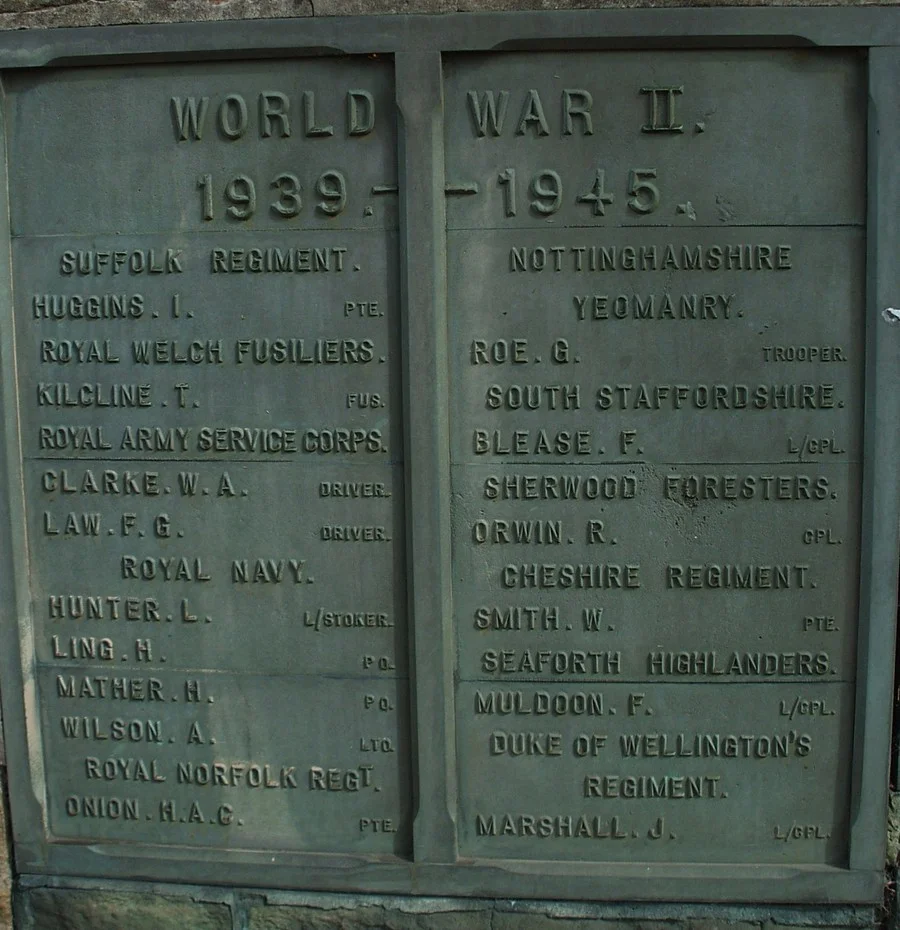 WORLD WAR II.
1939.--1945.
SUFFOLK REGIMENT.
HUGGINS. I. PTE.
ROYAL WELCH FUSILIERS.
KILCLINE. T. FUS.
ROYAL ARMY SERVICE CORPS.
CLARKE. W. A. DRIVER.
LAW. F. G. DRIVER.
ROYAL NAVY.
HUNTER. L. L/STOKER.
LING. H. P.O.
MATHER. H. P.O.
WILSON. A. LTO.
ROYAL NORFOLK REGT.
ONION. H.A.C. PTE.
NOTTINGHAMSHIRE
YEOMANRY.
ROE. G. TROOPER.
SOUTH STAFFORDSHIRE.
BLEASE. F. L/CPL.
SHERWOOD FORESTERS.
ORWIN. R. CPL.
CHESHIRE REGIMENT.
SMITH. W. PTE.
SEAFORTH HIGHLANDERS.
MULDOON. F. L/CPL.
DUKE OF WELLINGTON'S
REGIMENT.
MARSHALL. J. L/CPL.